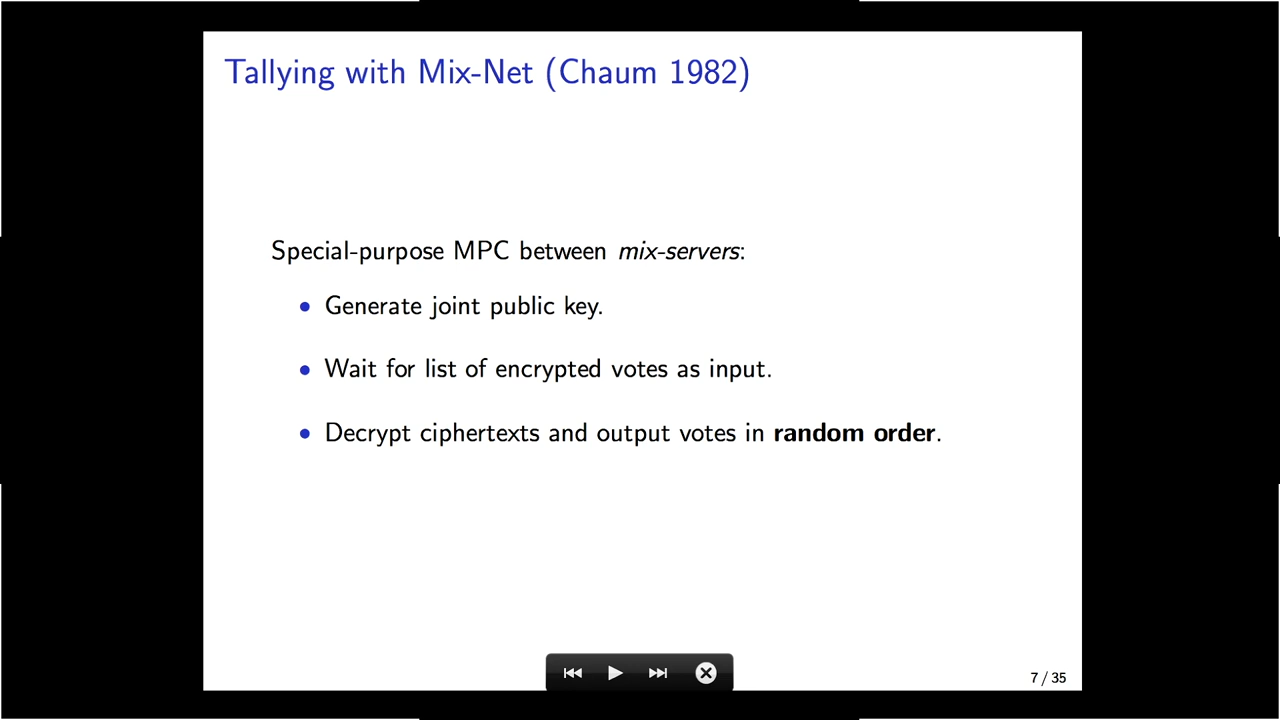 Tallying with Mix-Net (Chaum 1982)
Special-purpose MPC between mix-servers:
• Generate joint public key.
• Wait for list of encrypted votes as input.
• Decrypt ciphertexts and output votes in random order.
7 / 35